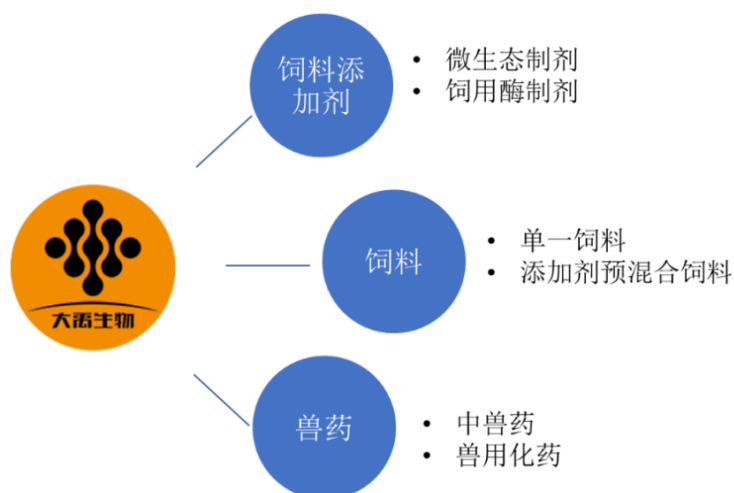 饲料添
加剂
• 微生态制剂
• 饲用酶制剂
大禹生物
饲料
• 单一饲料
• 添加剂预混合饲料
兽药
• 中兽药
• 兽用化药